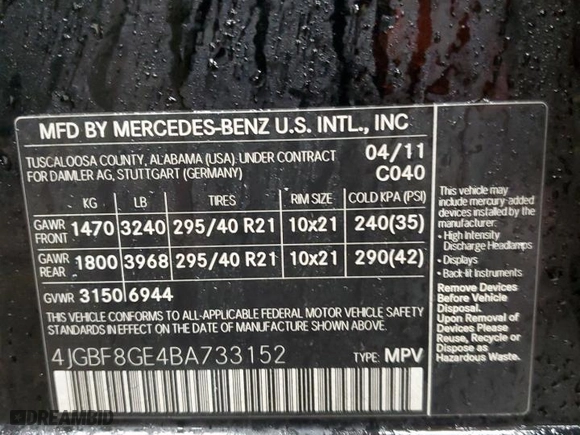 MFD BY MERCEDES-BENZ U.S. INTL., INC
TUSCALOOSA COUNTY, ALABAMA (USA) UNDER CONTRACT
FOR DAIMLER AG, STUTTGART (GERMANY)
04/11
C040
KG LB TIRES RIM SIZE COLD KPA (PSI)
GAWR FRONT 1470 3240 295/40 R21 10x21 240(35)
GAWR REAR 1800 3968 295/40 R21 10x21 290(42)
GVWR 3150 6944
THIS VEHICLE CONFORMS TO ALL-APPLICABLE FEDERAL MOTOR VEHICLE SAFETY
STANDARDS IN EFFECT ON THE DATE OF MANUFACTURE SHOWN ABOVE.
4JGBF8GE4BA733152 TYPE: MPV
This vehicle may
include mercury-added
devices installed by the
manufacturer:
• High Intensity
Discharge Headlamps
• Displays
• Back-lit Instruments
Remove Devices
Before Vehicle
Disposal.
Upon Removal of
Devices Please
Reuse, Recycle or
Dispose as
Hazardous Waste.
DREAMBID